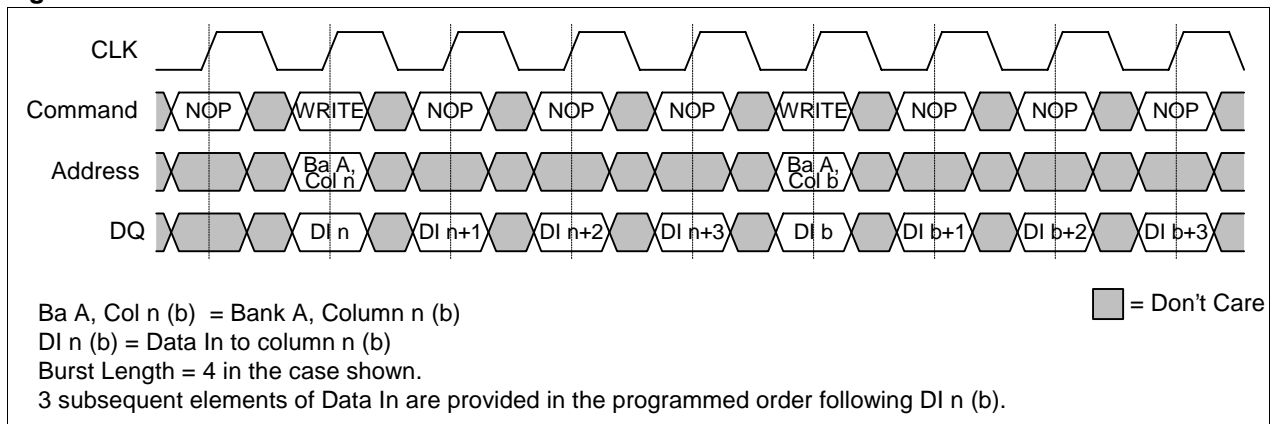 CLK
Command NOP WRITE NOP NOP NOP WRITE NOP NOP NOP
Address Ba A, Col n Ba A, Col b
DQ DI n DI n+1 DI n+2 DI n+3 DI b DI b+1 DI b+2 DI b+3
Ba A, Col n (b) = Bank A, Column n (b)
= Don't Care
DI n (b) = Data In to column n (b)
Burst Length = 4 in the case shown.
3 subsequent elements of Data In are provided in the programmed order following DI n (b).